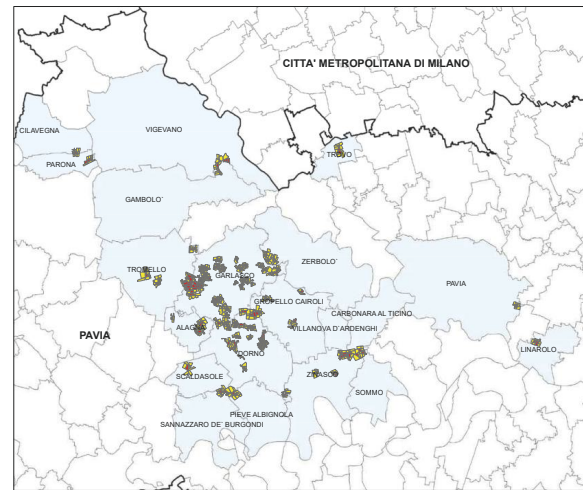 CITTA' METROPOLITANA DI MILANO
CILAVEGNA
VIGEVANO
TROVO
PARONA
GAMBOLO`
ZERBOLO`
TROMELLO
GARLASCO
PAVIA
GROPELLO CAIROLI
CARBONARA AL TICINO
ALAGNA
VILLANOVA D'ARDENGHI
PAVIA
LINAROLO
DORNO
SCALDASOLE
ZINASCO
SOMMO
PIEVE ALBIGNOLA
SANNAZZARO DE` BURGONDI